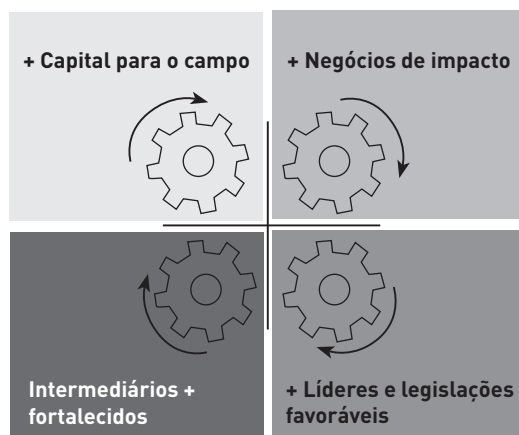 + Capital para o campo
+ Negócios de impacto
Intermediários +
fortalecidos
+ Líderes e legislações
favoráveis